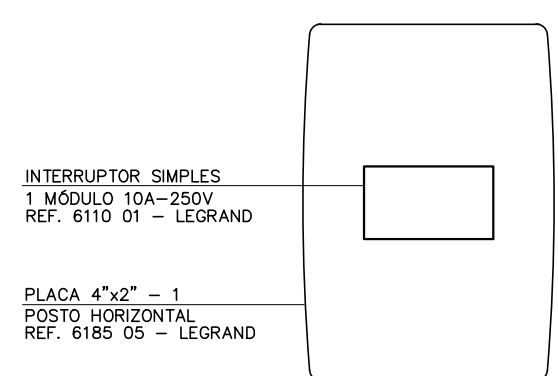 INTERRUPTOR SIMPLES
1 MÓDULO 10A-250V
REF. 6110 01 - LEGRAND
PLACA 4"x2" - 1
POSTO HORIZONTAL
REF. 6185 05 - LEGRAND